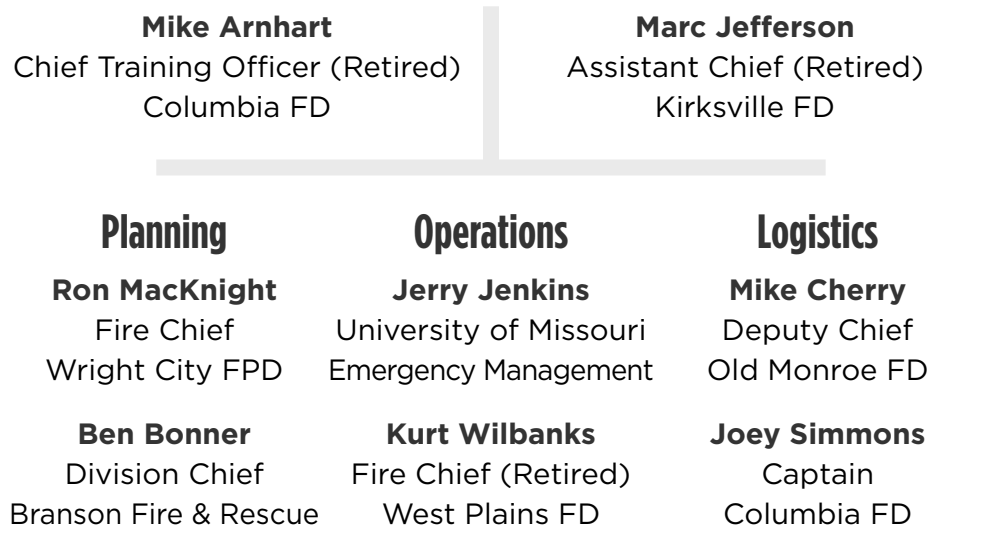 Mike Arnhart
Chief Training Officer (Retired)
Columbia FD
Marc Jefferson
Assistant Chief (Retired)
Kirksville FD
Planning
Ron MacKnight
Fire Chief
Wright City FPD
Ben Bonner
Division Chief
Branson Fire & Rescue
Operations
Jerry Jenkins
University of Missouri
Emergency Management
Kurt Wilbanks
Fire Chief (Retired)
West Plains FD
Logistics
Mike Cherry
Deputy Chief
Old Monroe FD
Joey Simmons
Captain
Columbia FD